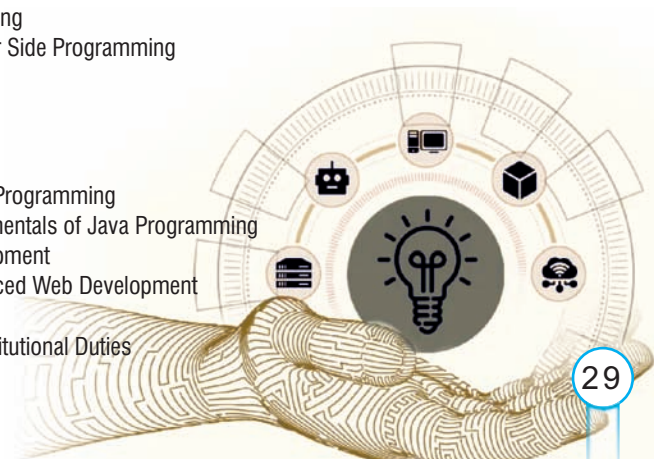 ng
Side Programming
Programming
mentals of Java Programming
pment
ced Web Development
itutional Duties
29